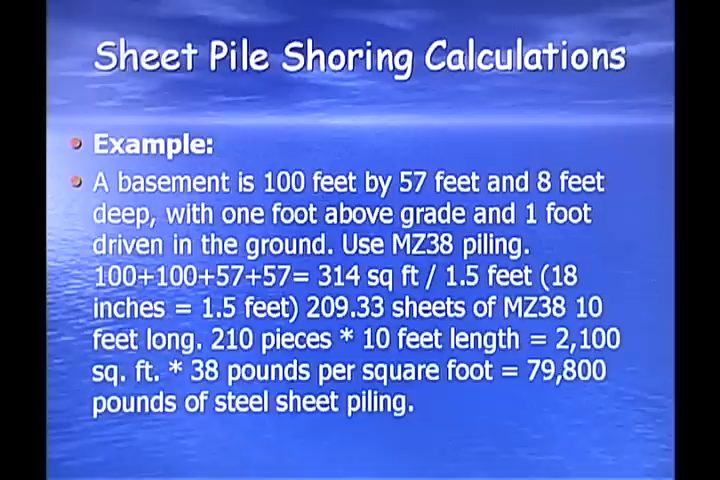 Sheet Pile Shoring Calculations
Example:
A basement is 100 feet by 57 feet and 8 feet
deep, with one foot above grade and 1 foot
driven in the ground. Use MZ38 piling.
100+100+57+57= 314 sq ft / 1.5 feet (18
inches = 1.5 feet) 209.33 sheets of MZ38 10
feet long. 210 pieces * 10 feet length = 2,100
sq. ft. * 38 pounds per square foot = 79,800
pounds of steel sheet piling.